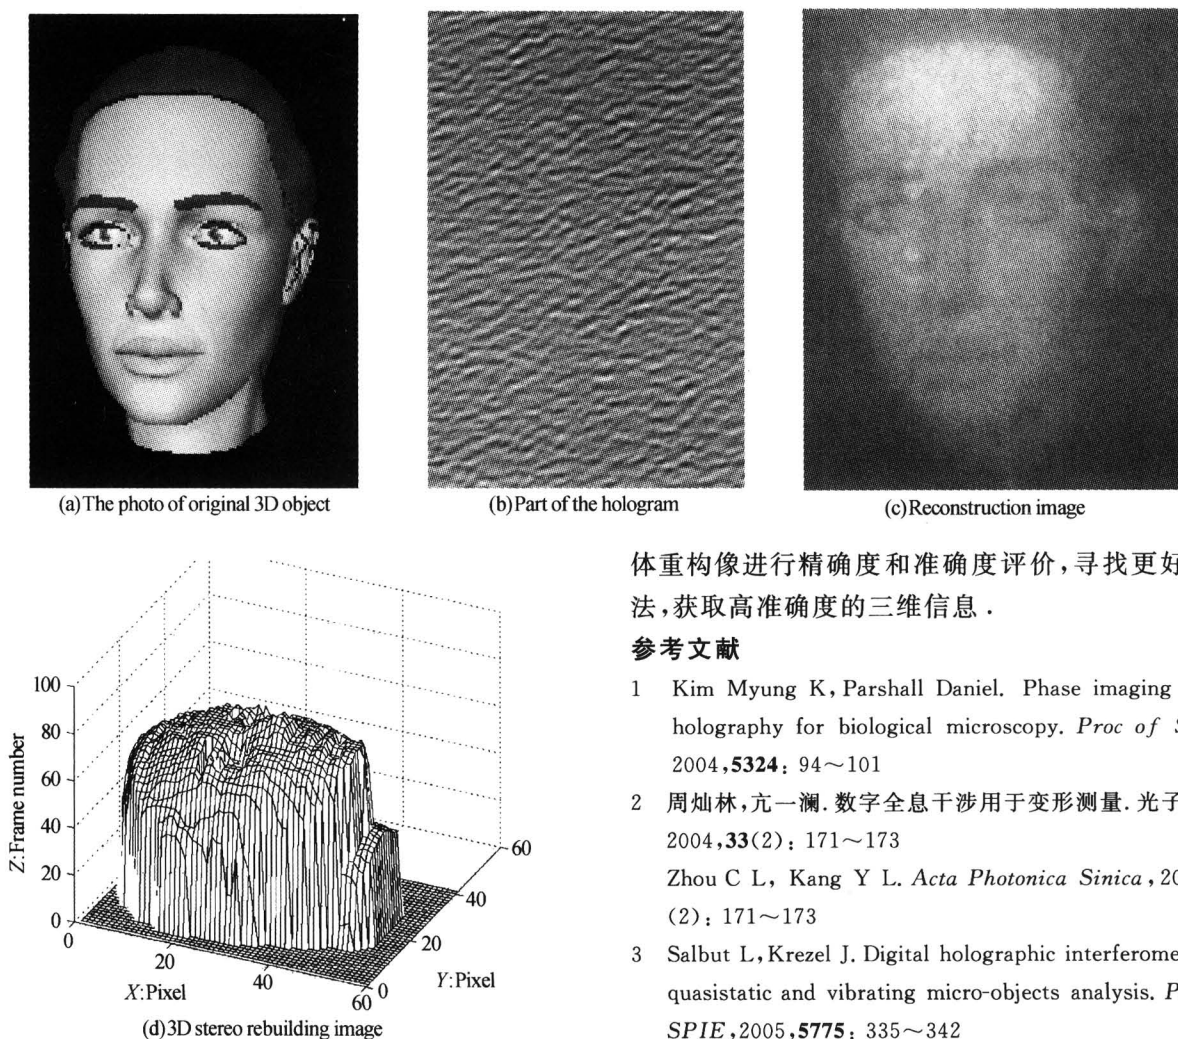 (a)The photo of original 3D object
(b)Part of the hologram
(c)Reconstruction image
100
80
60
40
20
0
Z:Frame number
0
20
40
60
X:Pixel
0
20
40
60
Y:Pixel
(d)3D stereo rebuilding image
体重构像进行精确度和准确度评价,寻找更好
法,获取高准确度的三维信息.
参考文献
1 Kim Myung K, Parshall Daniel. Phase imaging
holography for biological microscopy. Proc of S
2004,5324: 94~101
2 周灿林,亢一澜.数字全息干涉用于变形测量.光子
2004,33(2): 171~173
Zhou C L, Kang Y L. Acta Photonica Sinica, 20
(2): 171~173
3 Salbut L, Krezel J. Digital holographic interferome
quasistatic and vibrating micro-objects analysis. P
SPIE,2005,5775: 335~342